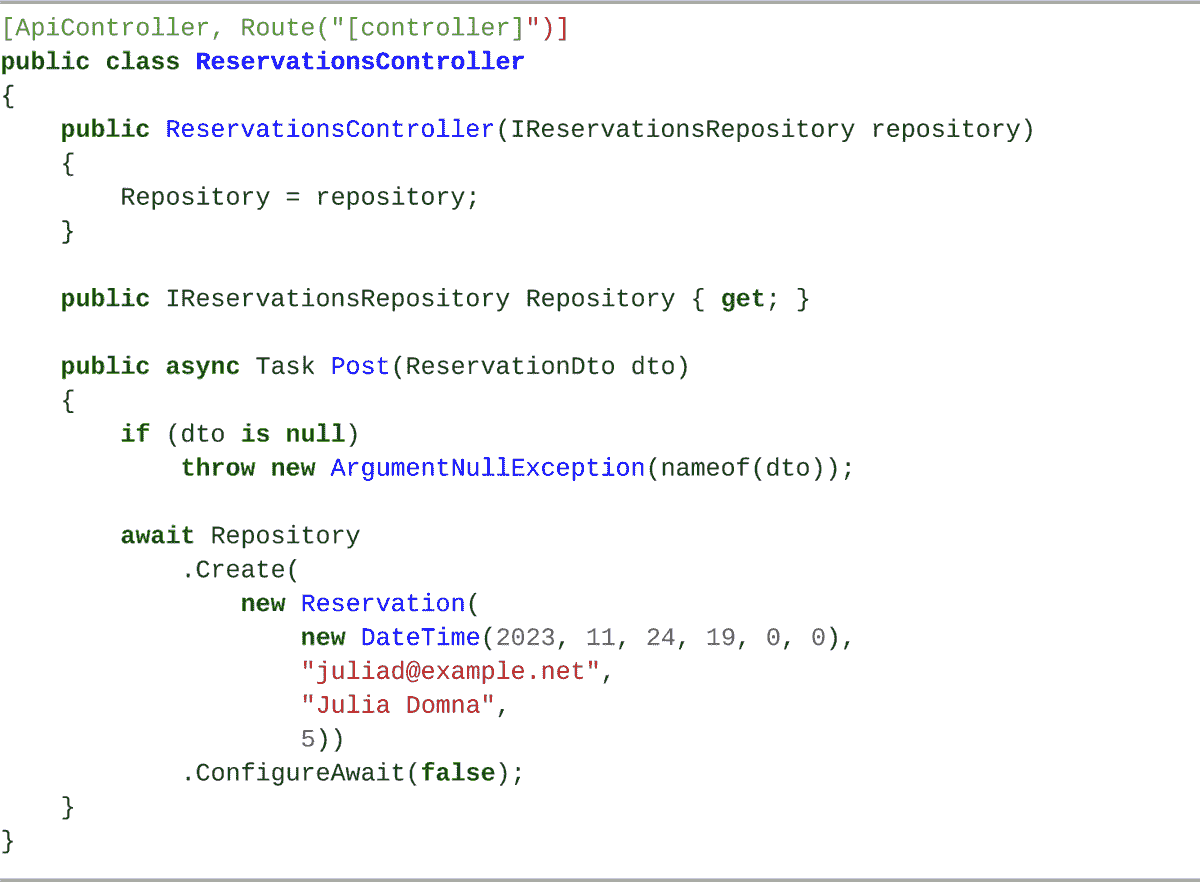 [ApiController, Route("[controller]")]
public class ReservationsController
{
    public ReservationsController(IReservationsRepository repository)
    {
        Repository = repository;
    }

    public IReservationsRepository Repository { get; }

    public async Task Post(ReservationDto dto)
    {
        if (dto is null)
            throw new ArgumentNullException(nameof(dto));

        await Repository
            .Create(
                new Reservation(
                    new DateTime(2023, 11, 24, 19, 0, 0),
                    "juliad@example.net",
                    "Julia Domna",
                    5))
            .ConfigureAwait(false);
    }
}